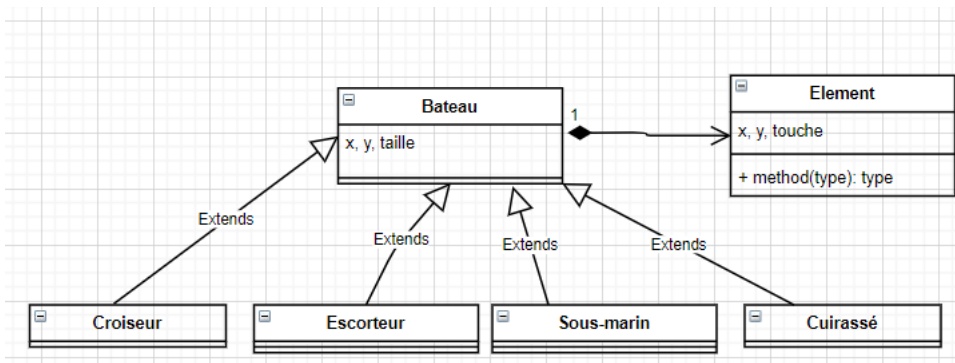 Bateau
x, y, taille
1
Element
x, y, touche
+ method(type): type
Extends
Extends
Extends
Extends
Croiseur
Escorteur
Sous-marin
Cuirassé